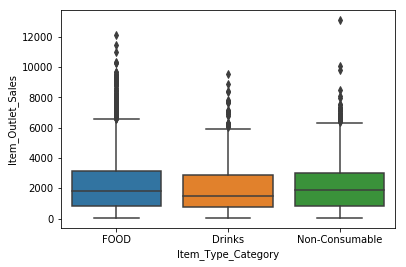 12000
10000
8000
6000
4000
2000
0
Item_Outlet_Sales
FOOD
Drinks
Non-Consumable
Item_Type_Category